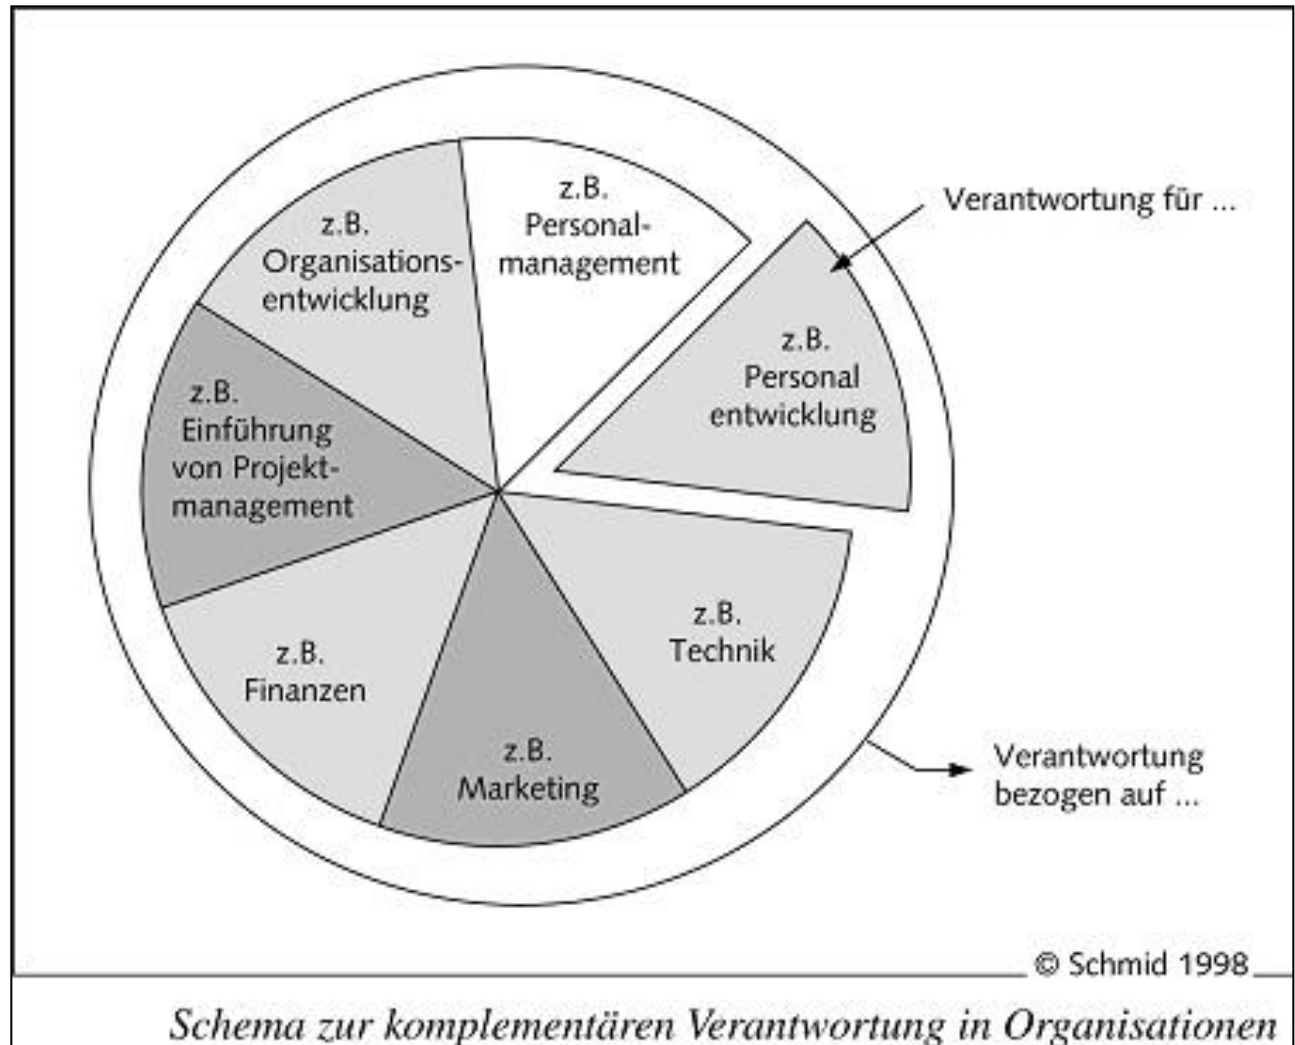 z.B.
Personal-
management
Verantwortung für ...
z.B.
Organisations-
entwicklung
z.B.
Personal
entwicklung
z.B.
Einführung
von Projekt-
management
z.B.
Technik
z.B.
Finanzen
z.B.
Marketing
Verantwortung
bezogen auf ...
© Schmid 1998
Schema zur komplementären Verantwortung in Organisationen